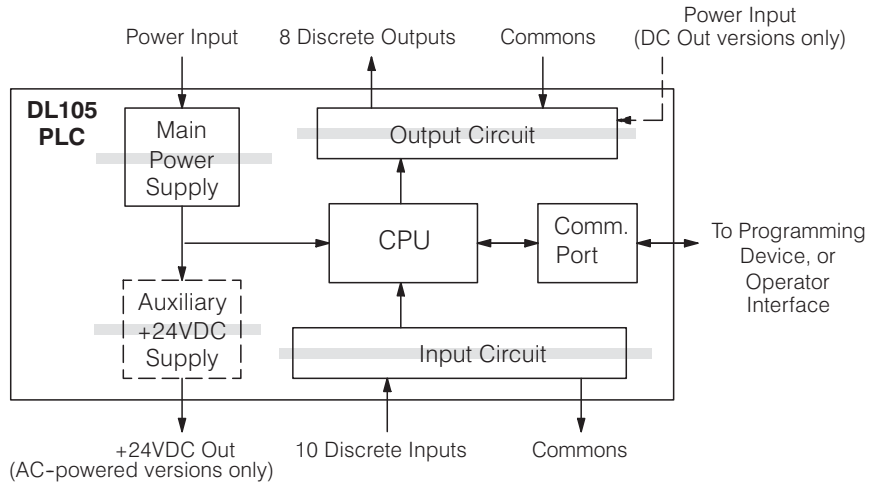 Power Input
8 Discrete Outputs
Commons
Power Input
(DC Out versions only)
DL105
PLC
Main
Power
Supply
Output Circuit
CPU
Comm.
Port
To Programming
Device, or
Operator
Interface
Auxiliary
+24VDC
Supply
Input Circuit
+24VDC Out
(AC-powered versions only)
10 Discrete Inputs
Commons